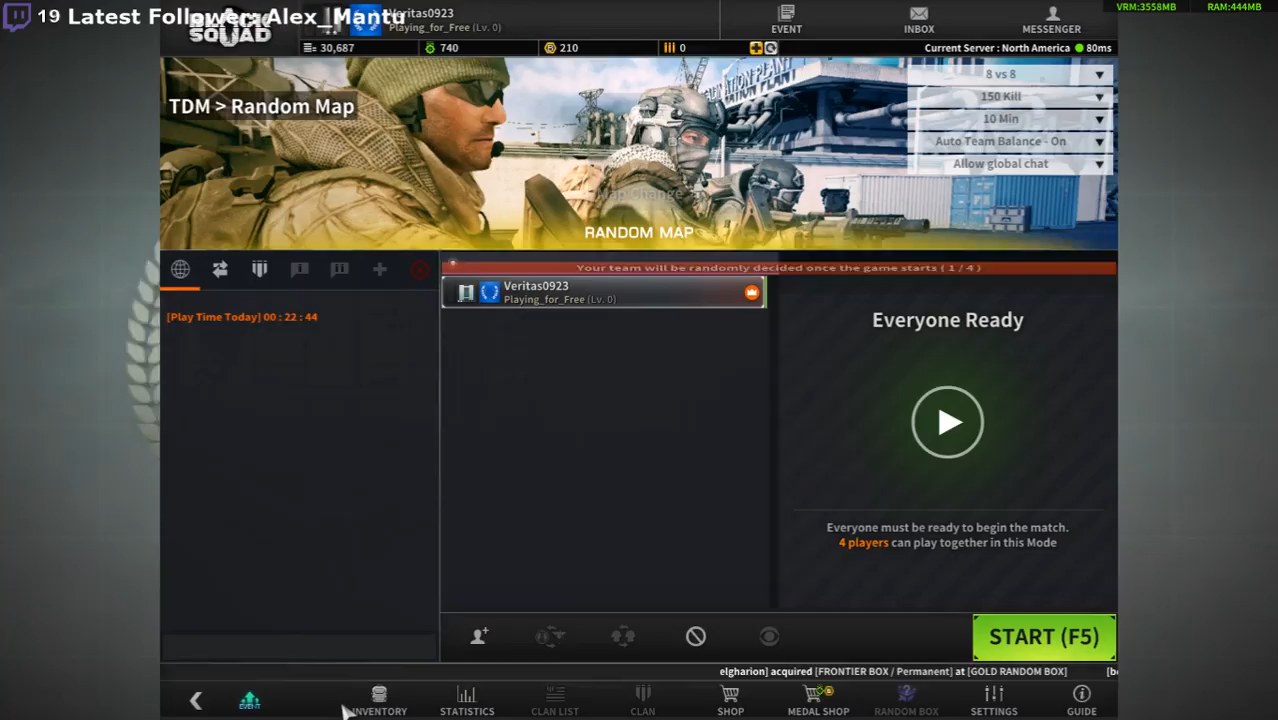 19 Latest Follower: Alex_Mantu
BLACK SQUAD
Veritas0923
Playing_for_Free (Lv. 0)
EVENT
INBOX
MESSENGER
VRM:3558MB
RAM:444MB
30,687
740
210
0
Current Server : North America 80ms
TDM > Random Map
8 vs 8
150 Kill
10 Min
Auto Team Balance - On
Allow global chat
Map Change
RANDOM MAP
Your team will be randomly decided once the game starts ( 1 / 4 )
Veritas0923
Playing_for_Free (Lv. 0)
[Play Time Today] 00 : 22 : 44
Everyone Ready
Everyone must be ready to begin the match.
4 players can play together in this Mode
START (F5)
elgharion] acquired [FRONTIER BOX / Permanent] at [GOLD RANDOM BOX]
EVENT
INVENTORY
STATISTICS
CLAN LIST
CLAN
SHOP
MEDAL SHOP
RANDOM BOX
SETTINGS
GUIDE